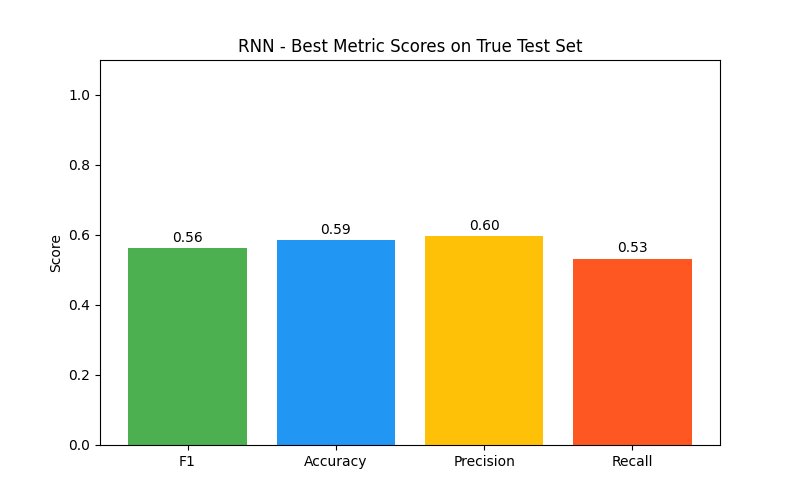 RNN - Best Metric Scores on True Test Set
1.0
0.8
0.6
0.4
0.2
0.0
Score
0.56
0.59
0.60
0.53
F1
Accuracy
Precision
Recall